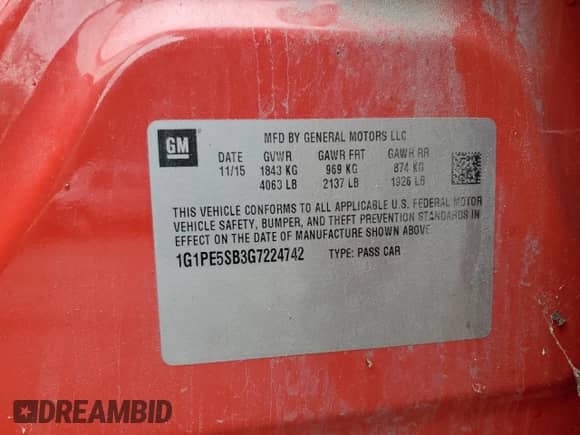 GM
MFD BY GENERAL MOTORS LLC
DATE GVWR GAWR FRT GAWR RR
11/15 1843 KG 969 KG 874 KG
4063 LB 2137 LB 1926 LB
THIS VEHICLE CONFORMS TO ALL APPLICABLE U.S. FEDERAL MOTOR
VEHICLE SAFETY, BUMPER, AND THEFT PREVENTION STANDARDS IN
EFFECT ON THE DATE OF MANUFACTURE SHOWN ABOVE
1G1PE5SB3G7224742 TYPE: PASS CAR
DREAMBID